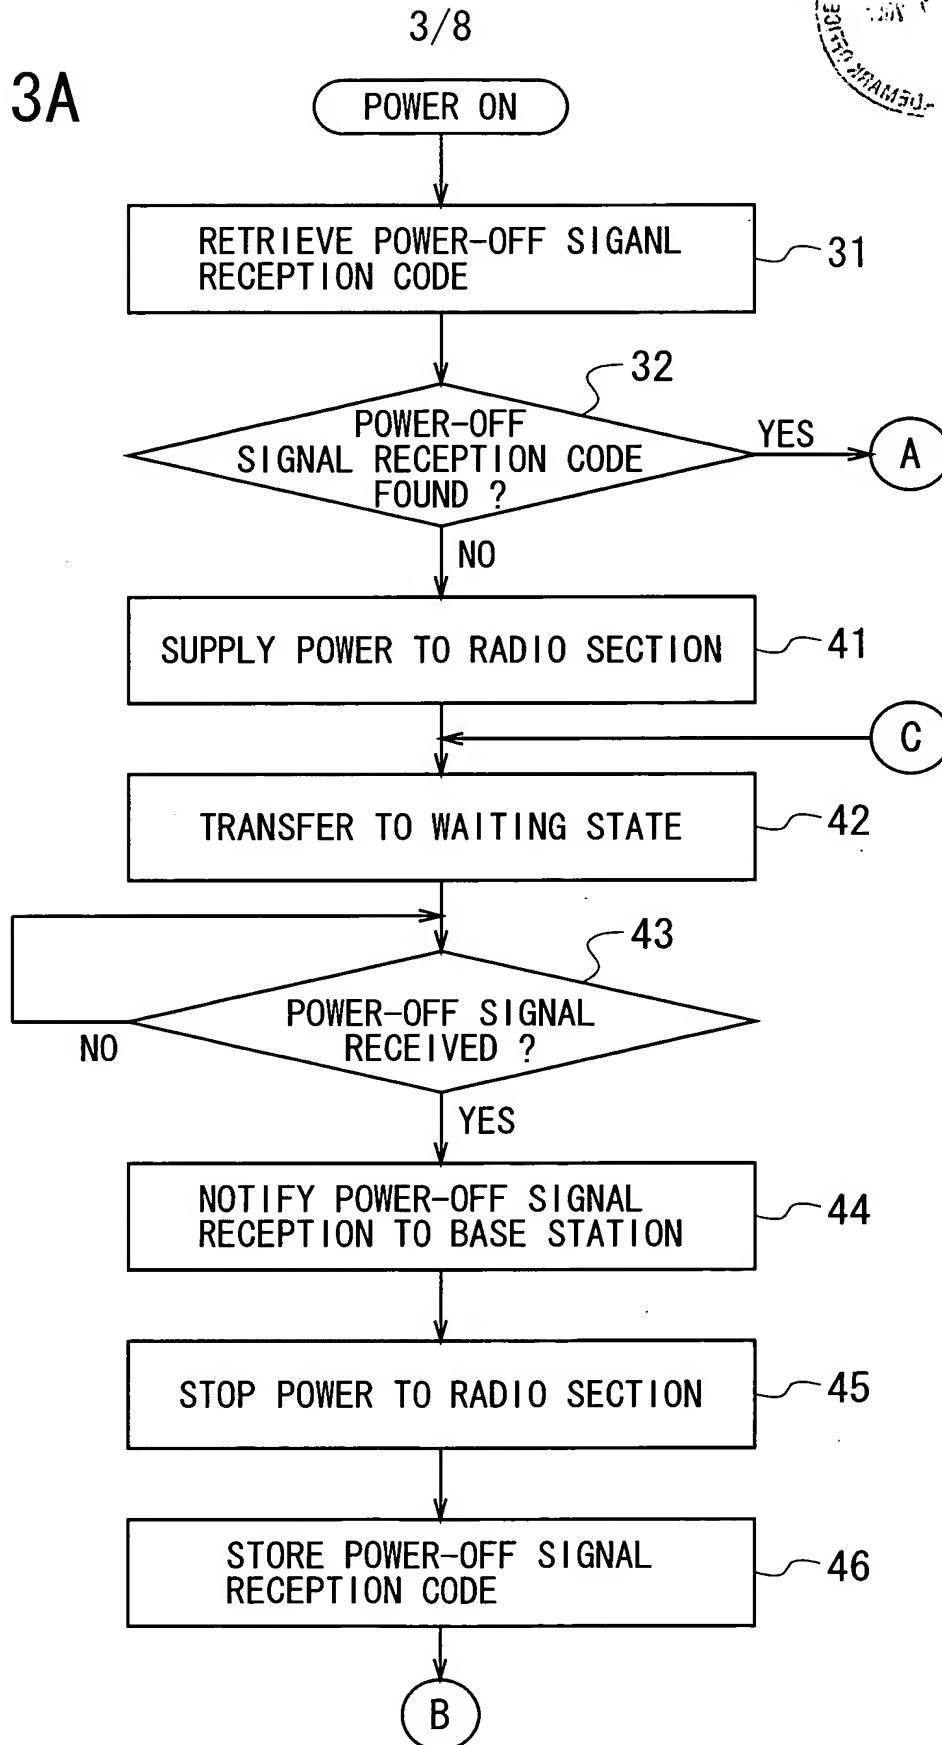 3/8
3A
POWER ON
RETRIEVE POWER-OFF SIGANL
RECEPTION CODE
31
32
POWER-OFF
SIGNAL RECEPTION CODE
FOUND ?
YES
A
NO
SUPPLY POWER TO RADIO SECTION
41
C
TRANSFER TO WAITING STATE
42
43
POWER-OFF SIGNAL
RECEIVED ?
NO
YES
NOTIFY POWER-OFF SIGNAL
RECEPTION TO BASE STATION
44
STOP POWER TO RADIO SECTION
45
STORE POWER-OFF SIGNAL
RECEPTION CODE
46
B